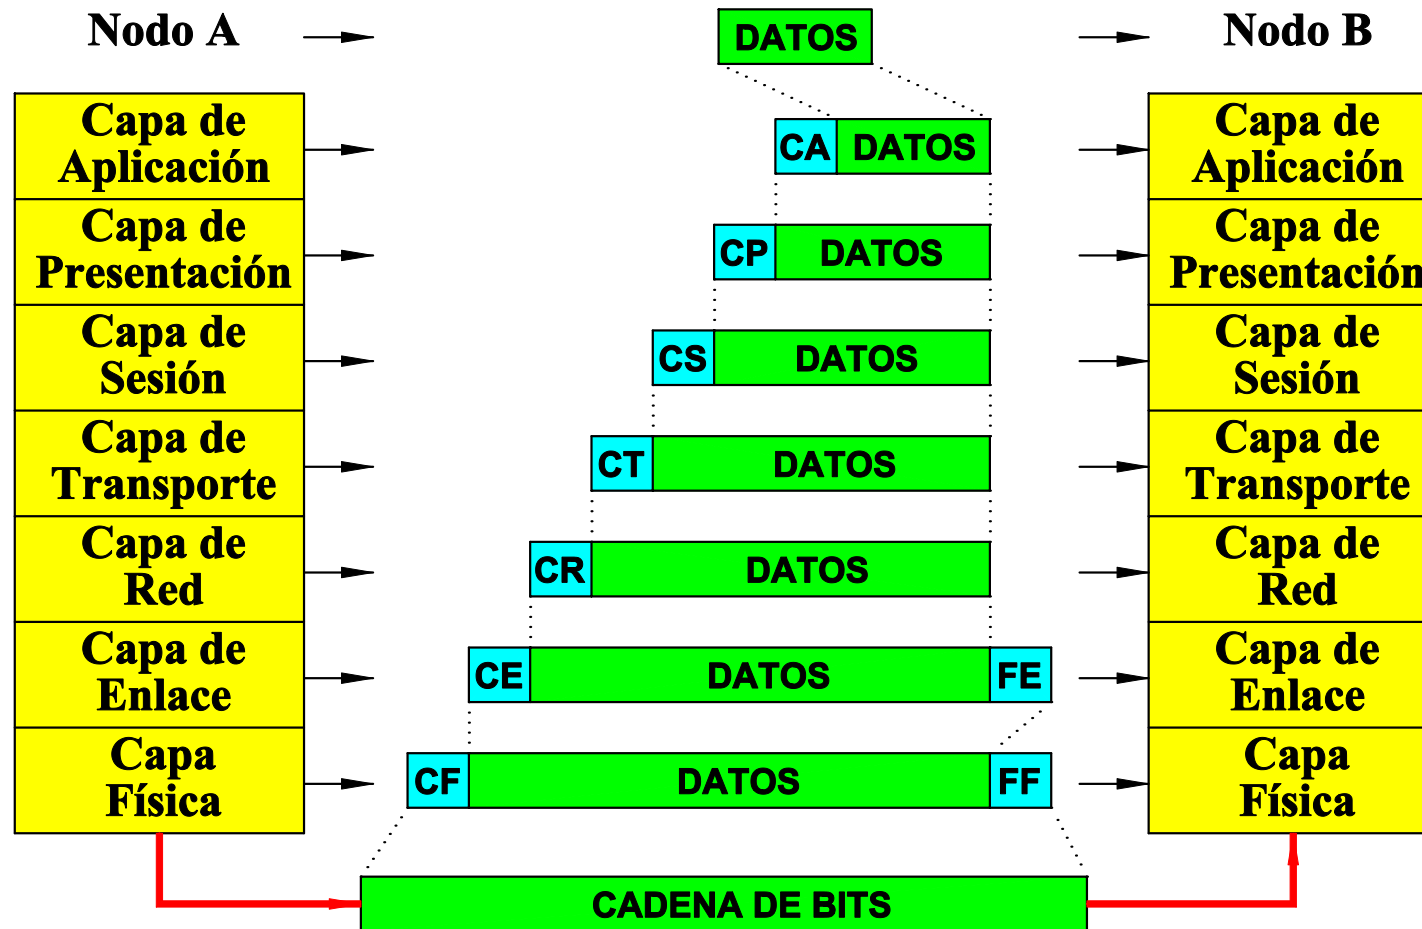 Nodo A
DATOS
Nodo B
Capa de
Aplicación
CA
DATOS
Capa de
Aplicación
Capa de
Presentación
CP
DATOS
Capa de
Presentación
Capa de
Sesión
CS
DATOS
Capa de
Sesión
Capa de
Transporte
CT
DATOS
Capa de
Transporte
Capa de
Red
CR
DATOS
Capa de
Red
Capa de
Enlace
CE
DATOS
FE
Capa de
Enlace
Capa
Física
CF
DATOS
FF
Capa
Física
CADENA DE BITS